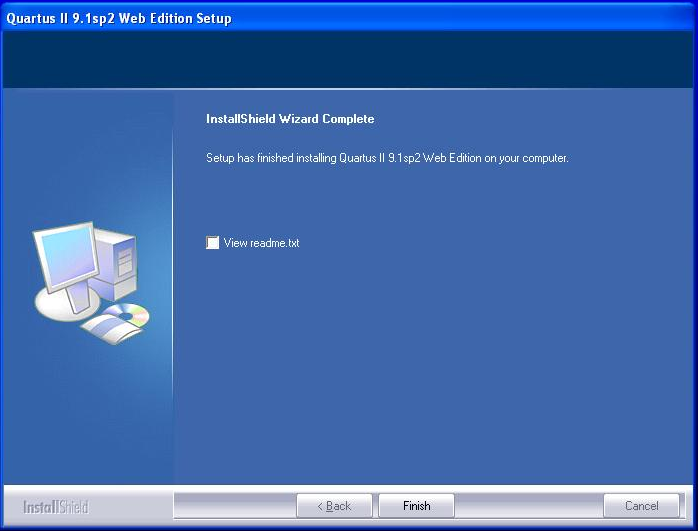 Quartus II 9.1sp2 Web Edition Setup
InstallShield Wizard Complete
Setup has finished installing Quartus II 9.1sp2 Web Edition on your computer.
View readme.txt
InstallShield
< Back
Finish
Cancel